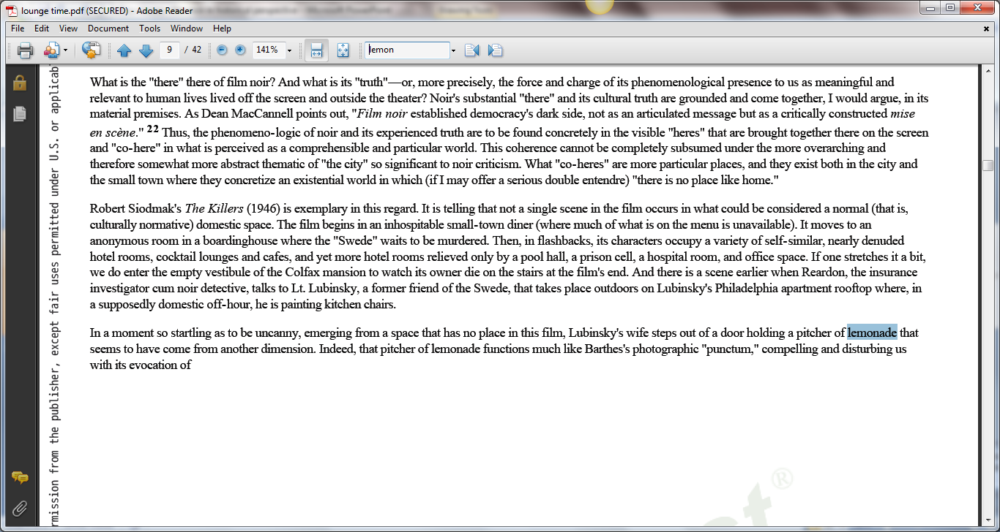 lounge time.pdf (SECURED) - Adobe Reader
File Edit View Document Tools Window Help
9 / 42 141% lemon
What is the "there" there of film noir? And what is its "truth"—or, more precisely, the force and charge of its phenomenological presence to us as meaningful and
relevant to human lives lived off the screen and outside the theater? Noir's substantial "there" and its cultural truth are grounded and come together, I would argue, in its
material premises. As Dean MacCannell points out, "Film noir established democracy's dark side, not as an articulated message but as a critically constructed mise
en scène." 22 Thus, the phenomeno-logic of noir and its experienced truth are to be found concretely in the visible "heres" that are brought together there on the screen
and "co-here" in what is perceived as a comprehensible and particular world. This coherence cannot be completely subsumed under the more overarching and
therefore somewhat more abstract thematic of "the city" so significant to noir criticism. What "co-heres" are more particular places, and they exist both in the city and
the small town where they concretize an existential world in which (if I may offer a serious double entendre) "there is no place like home."
Robert Siodmak's The Killers (1946) is exemplary in this regard. It is telling that not a single scene in the film occurs in what could be considered a normal (that is,
culturally normative) domestic space. The film begins in an inhospitable small-town diner (where much of what is on the menu is unavailable). It moves to an
anonymous room in a boardinghouse where the "Swede" waits to be murdered. Then, in flashbacks, its characters occupy a variety of self-similar, nearly denuded
hotel rooms, cocktail lounges and cafes, and yet more hotel rooms relieved only by a pool hall, a prison cell, a hospital room, and office space. If one stretches it a bit,
we do enter the empty vestibule of the Colfax mansion to watch its owner die on the stairs at the film's end. And there is a scene earlier when Reardon, the insurance
investigator cum noir detective, talks to Lt. Lubinsky, a former friend of the Swede, that takes place outdoors on Lubinsky's Philadelphia apartment rooftop where, in
a supposedly domestic off-hour, he is painting kitchen chairs.
In a moment so startling as to be uncanny, emerging from a space that has no place in this film, Lubinsky's wife steps out of a door holding a pitcher of lemonade that
seems to have come from another dimension. Indeed, that pitcher of lemonade functions much like Barthes's photographic "punctum," compelling and disturbing us
with its evocation of
rmission from the publisher, except fair uses permitted under U.S. or applicab
st®